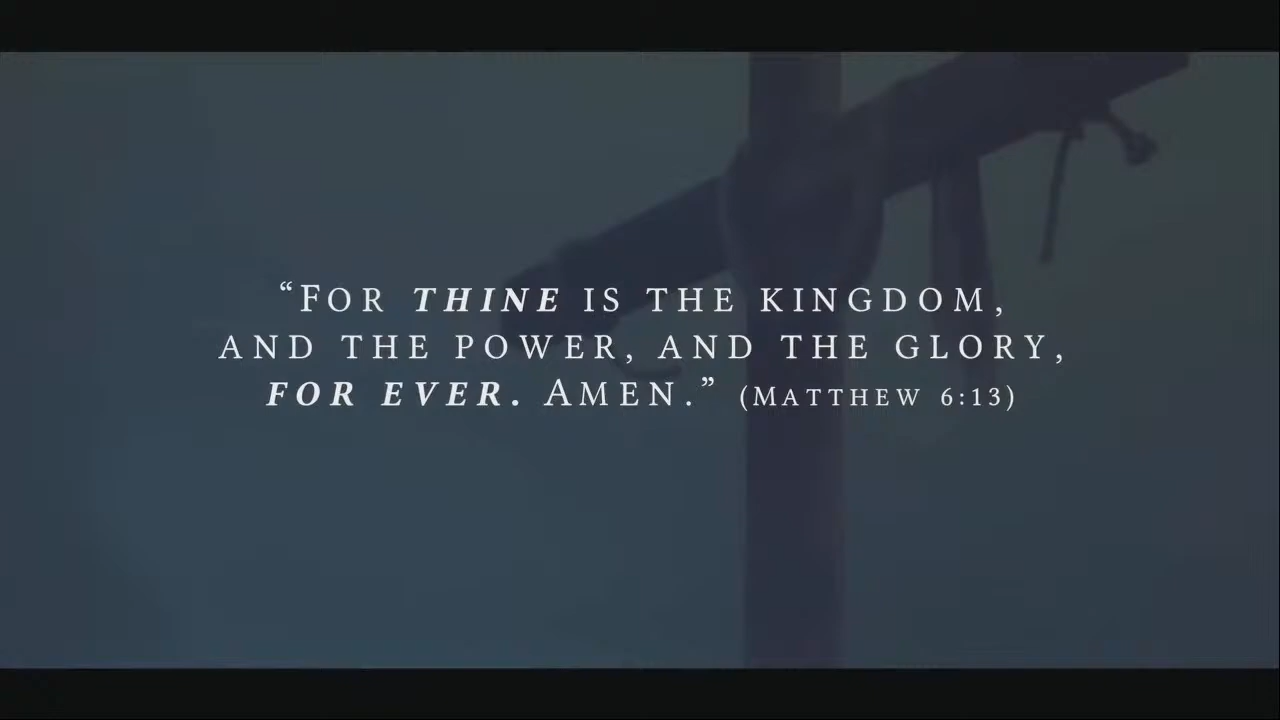 “For THINE is the kingdom,
and the power, and the glory,
FOR EVER. Amen.” (Matthew 6:13)